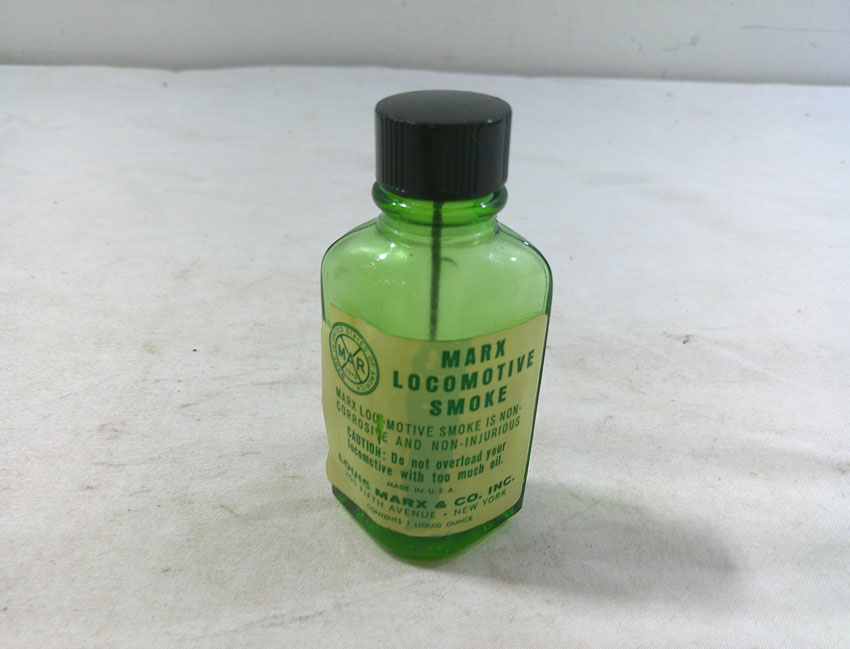 MAR
MARX
LOCOMOTIVE
SMOKE
MARX LOCOMOTIVE SMOKE IS NON-
CORROSIVE AND NON-INJURIOUS
CAUTION: Do not overload your
locomotive with too much oil.
MADE IN U.S.A.
LOUIS MARX & CO. INC.
FIFTH AVENUE • NEW YORK
CONTENTS 1 LIQUID OUNCE